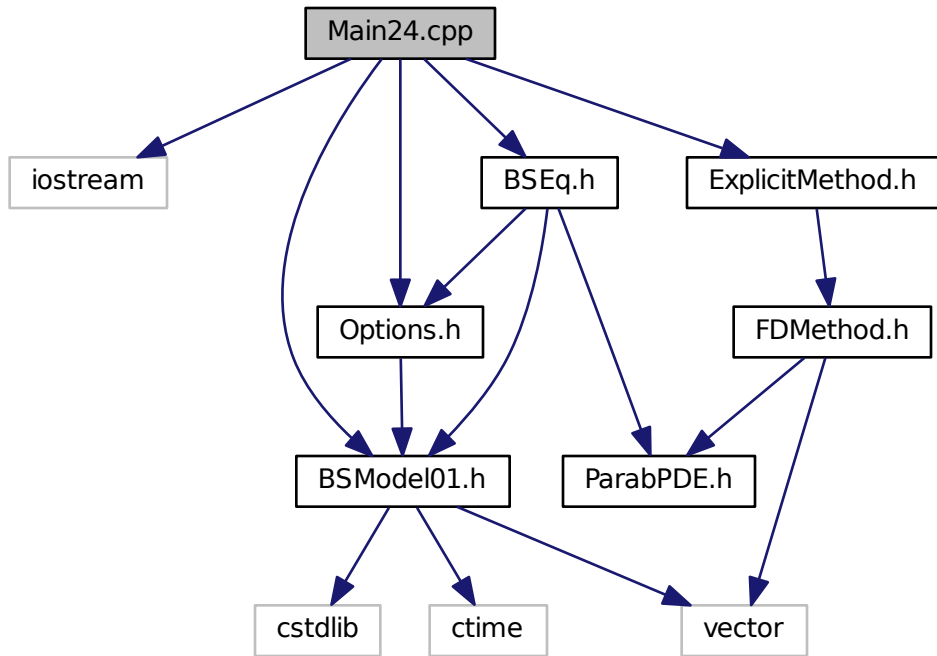 Main24.cpp
iostream
BSEq.h
ExplicitMethod.h
Options.h
FDMethod.h
BSModel01.h
ParabPDE.h
cstdlib
ctime
vector